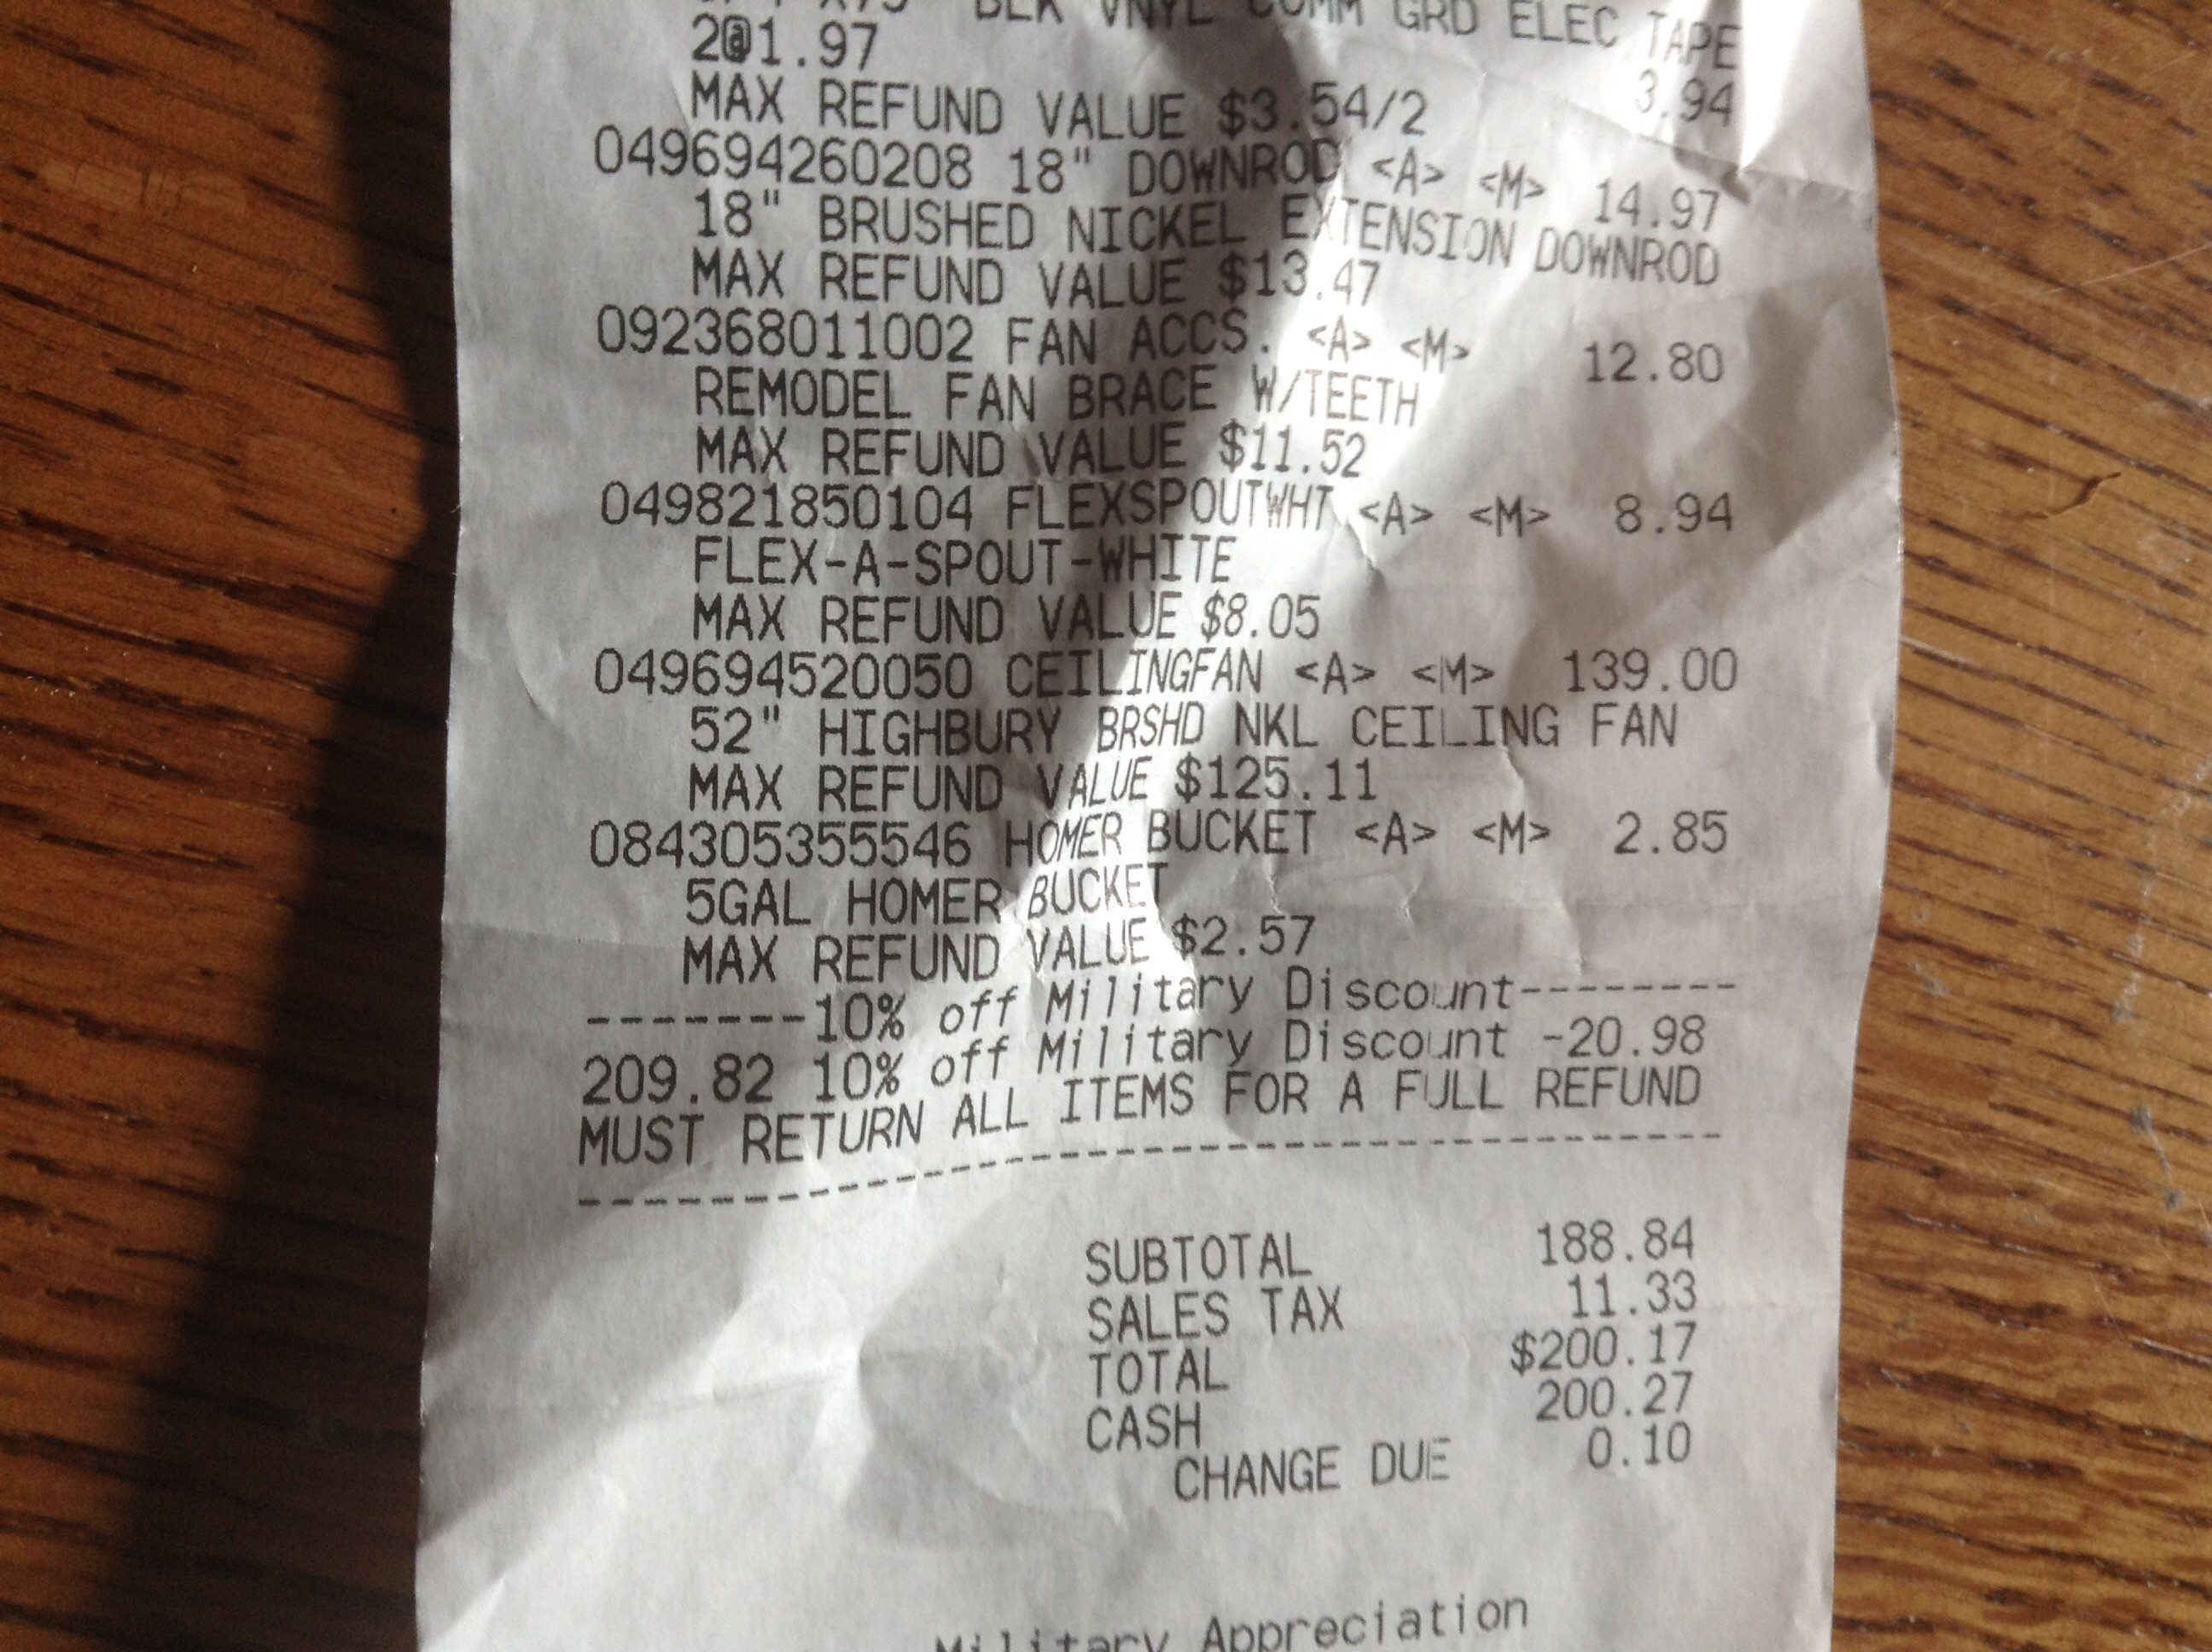 BLK VNYL COMM GRD ELEC TAPE
2@1.97 3.94
MAX REFUND VALUE $3.54/2
049694260208 18" DOWNROD <A> <M> 14.97
18" BRUSHED NICKEL EXTENSION DOWNROD
MAX REFUND VALUE $13.47
092368011002 FAN ACCS. <A> <M> 12.80
REMODEL FAN BRACE W/TEETH
MAX REFUND VALUE $11.52
049821850104 FLEXSPOUTWHT <A> <M> 8.94
FLEX-A-SPOUT-WHITE
MAX REFUND VALUE $8.05
049694520050 CEILINGFAN <A> <M> 139.00
52" HIGHBURY BRSHD NKL CEILING FAN
MAX REFUND VALUE $125.11
084305355546 HOMER BUCKET <A> <M> 2.85
5GAL HOMER BUCKET
MAX REFUND VALUE $2.57
-------10% off Military Discount--------
209.82 10% off Military Discount -20.98
MUST RETURN ALL ITEMS FOR A FULL REFUND
------------------------------------
SUBTOTAL 188.84
SALES TAX 11.33
TOTAL $200.17
CASH 200.27
CHANGE DUE 0.10
Military Appreciation